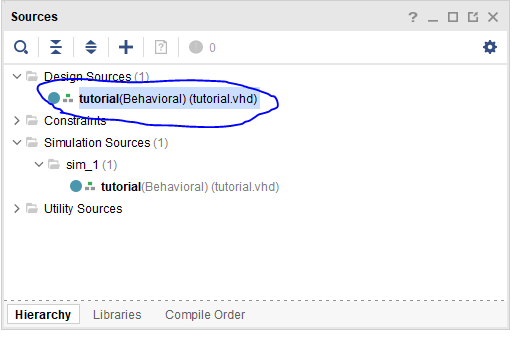 Sources
? _
0
Design Sources (1)
tutorial(Behavioral) (tutorial.vhd)
Constraints
Simulation Sources (1)
sim_1 (1)
tutorial(Behavioral) (tutorial.vhd)
Utility Sources
Hierarchy Libraries Compile Order